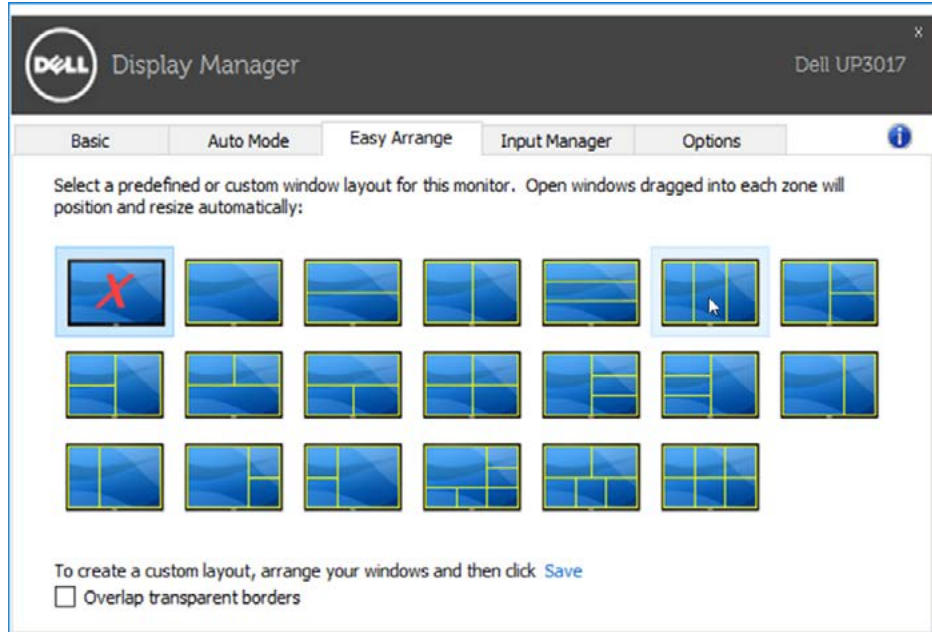 DELL Display Manager
x
Dell UP3017
Basic Auto Mode Easy Arrange Input Manager Options
Select a predefined or custom window layout for this monitor. Open windows dragged into each zone will
position and resize automatically:
To create a custom layout, arrange your windows and then click Save
Overlap transparent borders